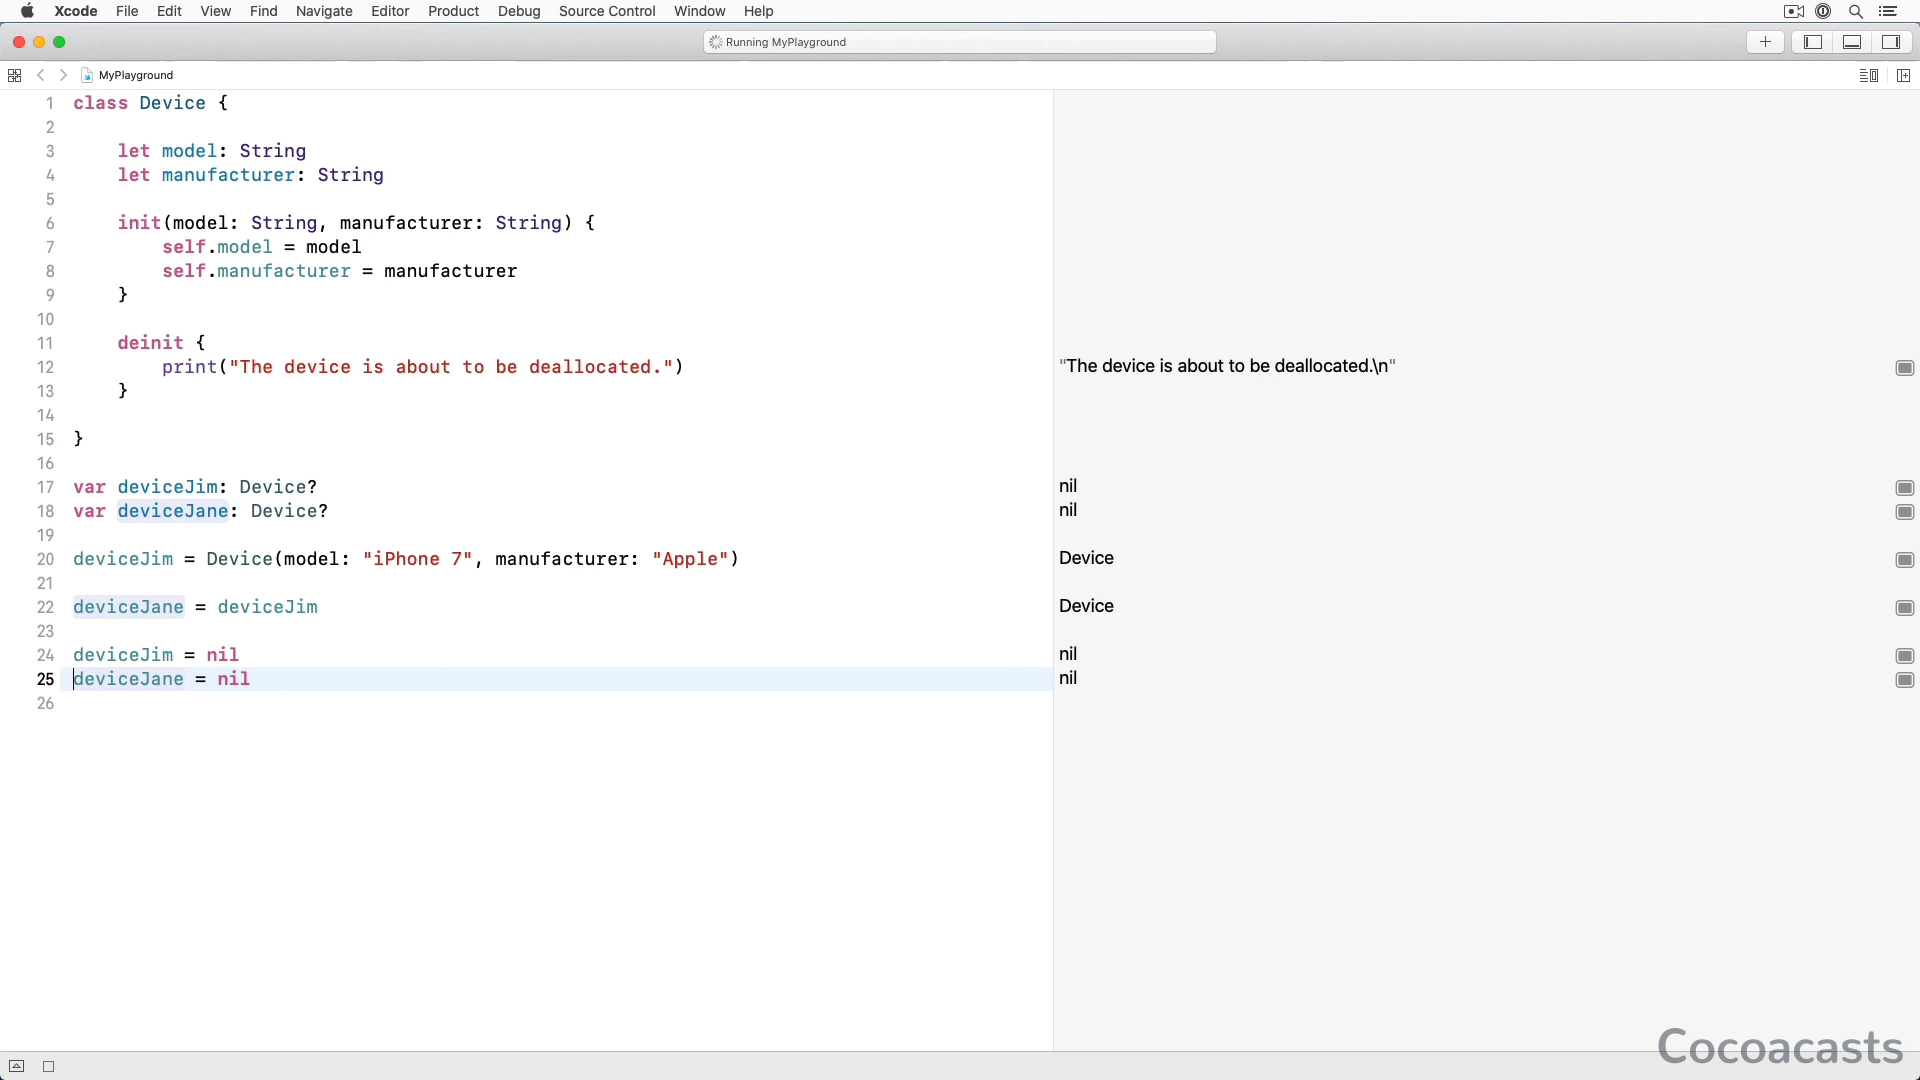 Xcode File Edit View Find Navigate Editor Product Debug Source Control Window Help
Running MyPlayground
MyPlayground
1 class Device {
2
3 let model: String
4 let manufacturer: String
5
6 init(model: String, manufacturer: String) {
7 self.model = model
8 self.manufacturer = manufacturer
9 }
10
11 deinit {
12 print("The device is about to be deallocated.") "The device is about to be deallocated.\n"
13 }
14
15 }
16
17 var deviceJim: Device? nil
18 var deviceJane: Device? nil
19
20 deviceJim = Device(model: "iPhone 7", manufacturer: "Apple") Device
21
22 deviceJane = deviceJim Device
23
24 deviceJim = nil nil
25 deviceJane = nil nil
26
Cocoacasts